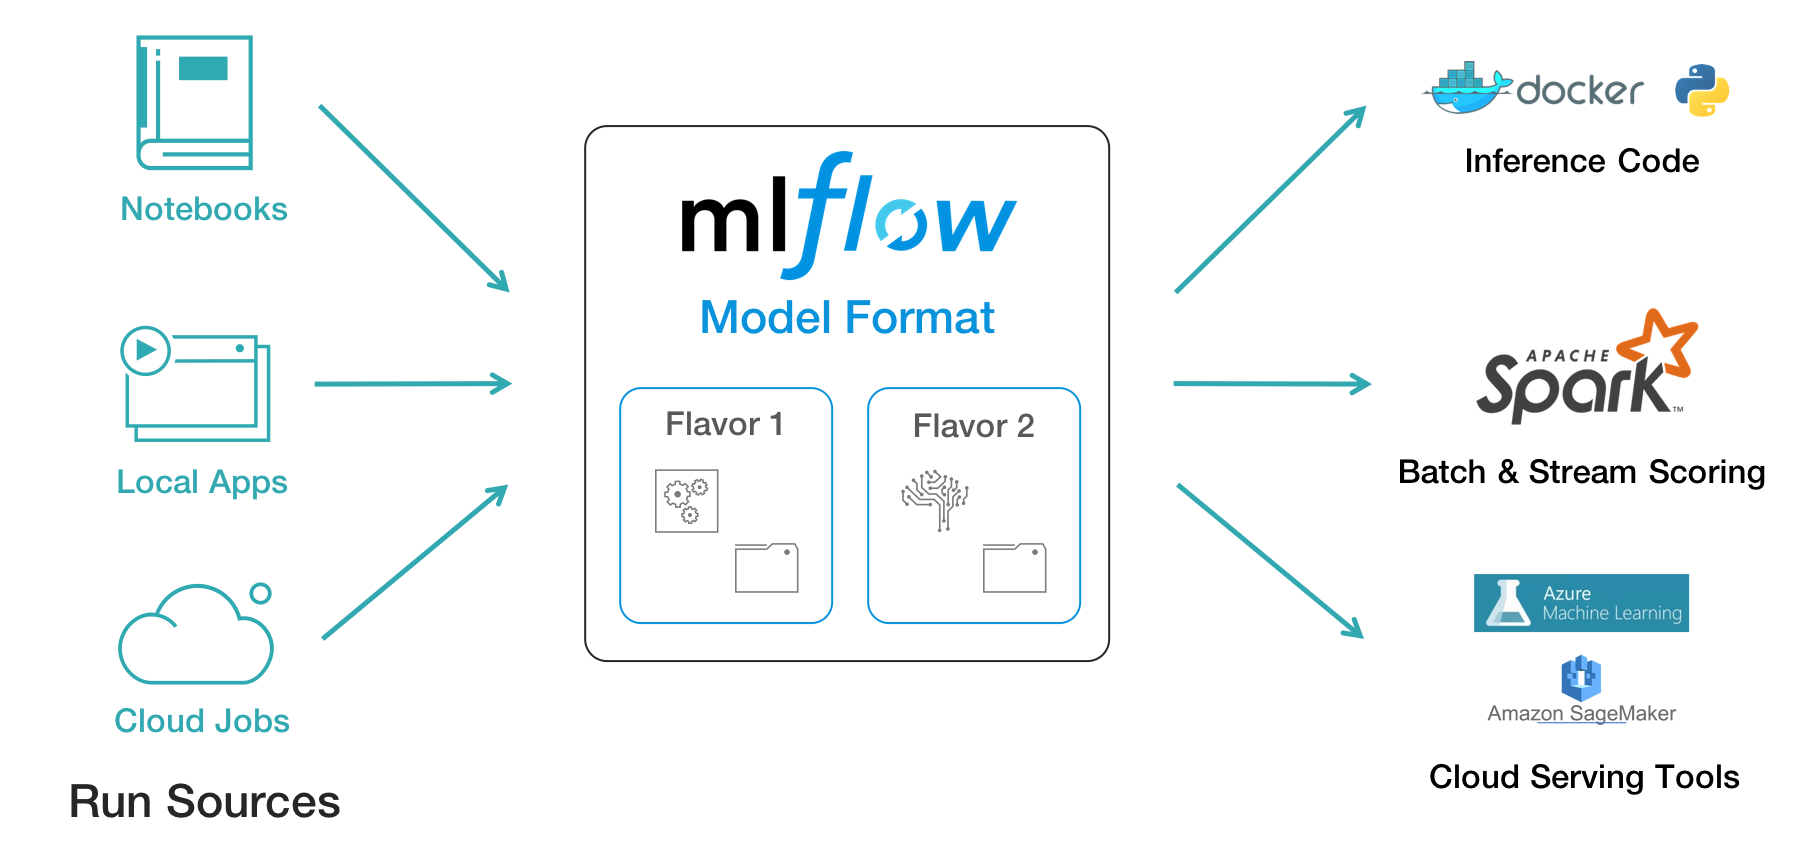 Notebooks
Local Apps
Cloud Jobs
Run Sources
mlflow
Model Format
Flavor 1
Flavor 2
docker
Inference Code
APACHE
Spark™
Batch & Stream Scoring
Azure
Machine Learning
Amazon SageMaker
Cloud Serving Tools